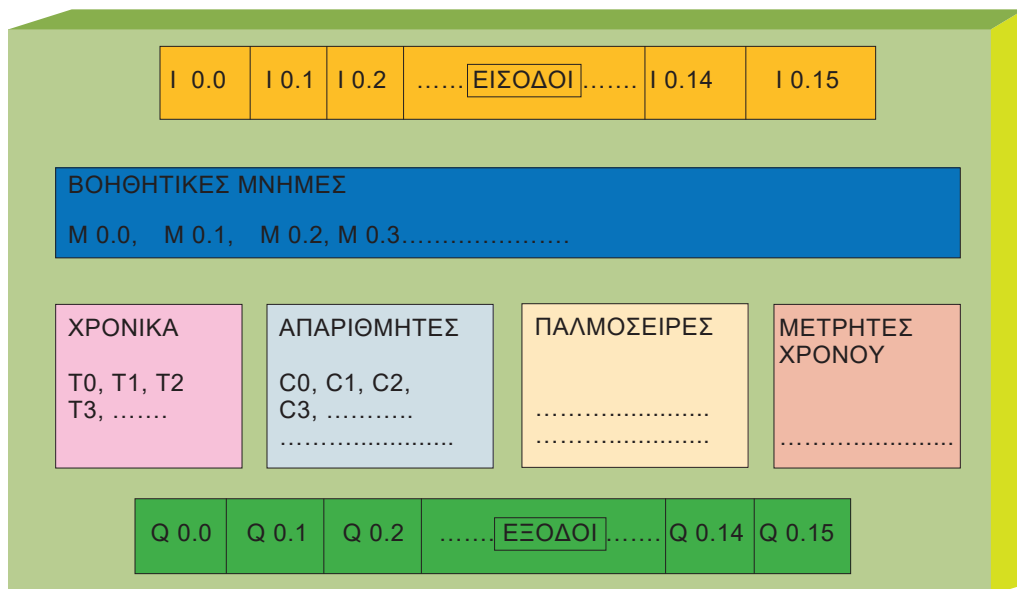 I 0.0 I 0.1 I 0.2 ...... ΕΙΣΟΔΟΙ ....... I 0.14 I 0.15
ΒΟΗΘΗΤΙΚΕΣ ΜΝΗΜΕΣ
M 0.0, M 0.1, M 0.2, M 0.3......................
ΧΡΟΝΙΚΑ
T0, T1, T2
T3, .......
ΑΠΑΡΙΘΜΗΤΕΣ
C0, C1, C2,
C3, ...........
......................
ΠΑΛΜΟΣΕΙΡΕΣ
......................
......................
ΜΕΤΡΗΤΕΣ
ΧΡΟΝΟΥ
......................
Q 0.0 Q 0.1 Q 0.2 ....... ΕΞΟΔΟΙ ....... Q 0.14 Q 0.15